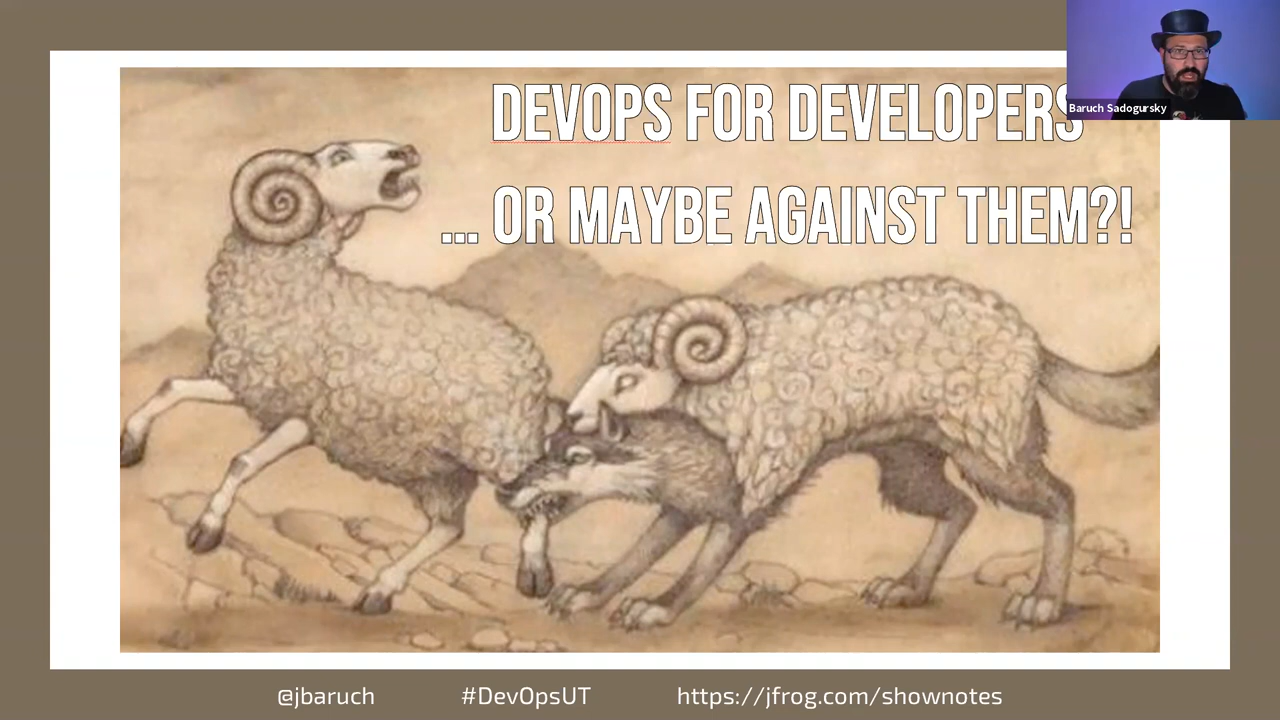 DEVOPS FOR DEVELOPERS
... OR MAYBE AGAINST THEM?!
Baruch Sadogursky
@jbaruch #DevOpsUT https://jfrog.com/shownotes